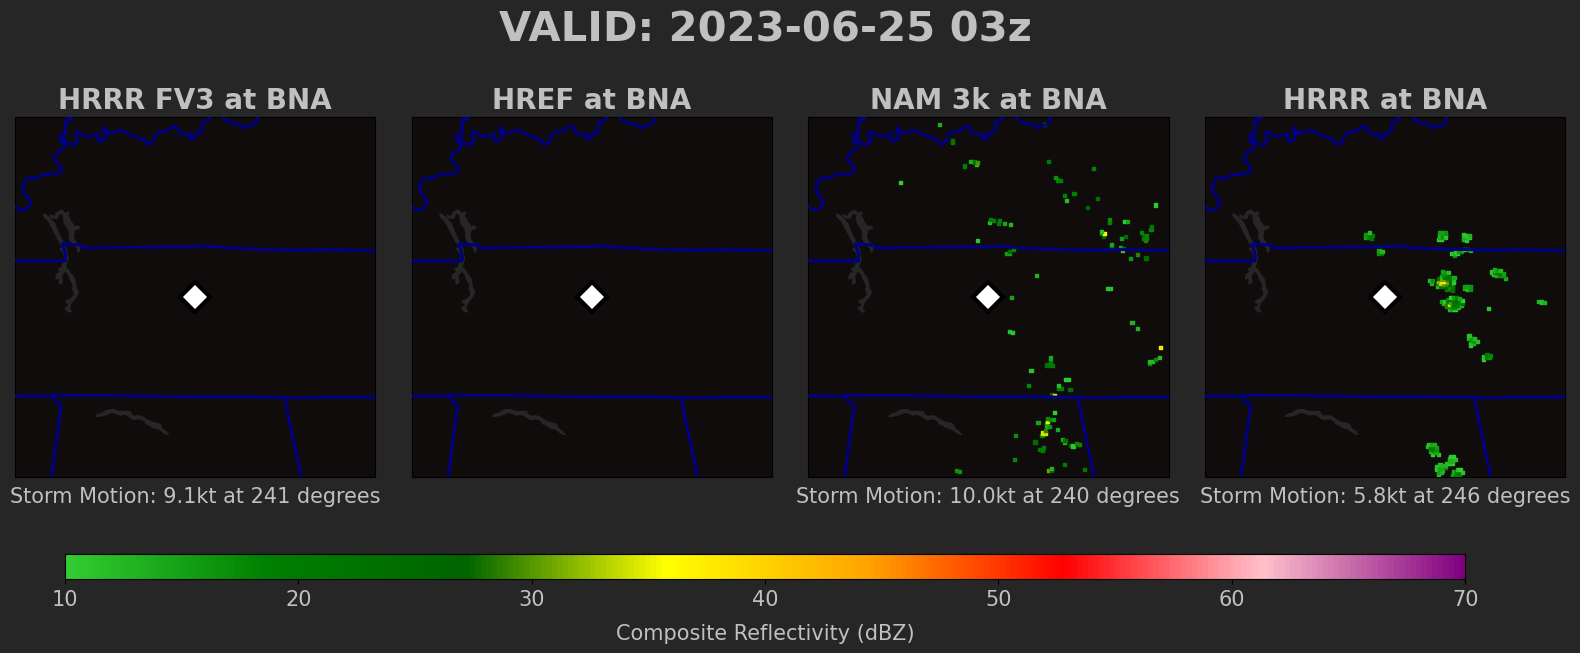 VALID: 2023-06-25 03z
HRRR FV3 at BNA
HREF at BNA
NAM 3k at BNA
HRRR at BNA
Storm Motion: 9.1kt at 241 degrees
Storm Motion: 10.0kt at 240 degrees
Storm Motion: 5.8kt at 246 degrees
10 20 30 40 50 60 70
Composite Reflectivity (dBZ)